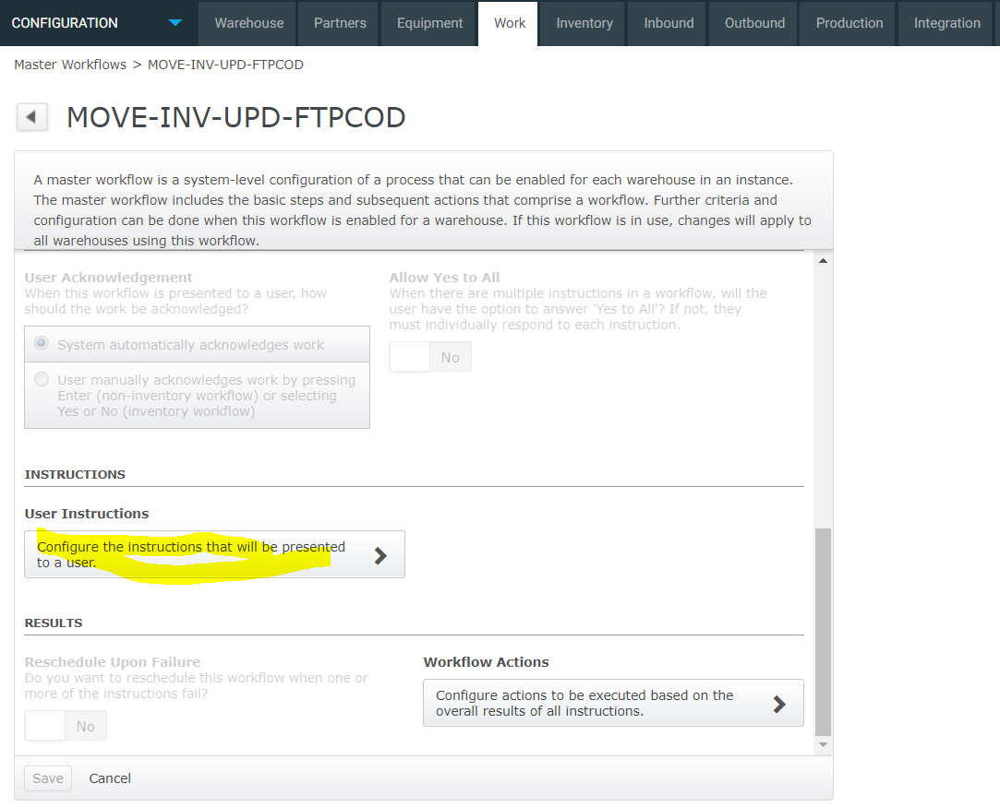 CONFIGURATION Warehouse Partners Equipment Work Inventory Inbound Outbound Production Integration
Master Workflows > MOVE-INV-UPD-FTPCOD
MOVE-INV-UPD-FTPCOD
A master workflow is a system-level configuration of a process that can be enabled for each warehouse in an instance.
The master workflow includes the basic steps and subsequent actions that comprise a workflow. Further criteria and
configuration can be done when this workflow is enabled for a warehouse. If this workflow is in use, changes will apply to
all warehouses using this workflow.
User Acknowledgement
When this workflow is presented to a user, how
should the work be acknowledged?
System automatically acknowledges work
User manually acknowledges work by pressing
Enter (non-inventory workflow) or selecting
Yes or No (inventory workflow)
Allow Yes to All
When there are multiple instructions in a workflow, will the
user have the option to answer 'Yes to All'? If not, they
must individually respond to each instruction.
No
INSTRUCTIONS
User Instructions
Configure the instructions that will be presented
to a user.
RESULTS
Reschedule Upon Failure
Do you want to reschedule this workflow when one or
more of the instructions fail?
No
Workflow Actions
Configure actions to be executed based on the
overall results of all instructions.
Save Cancel